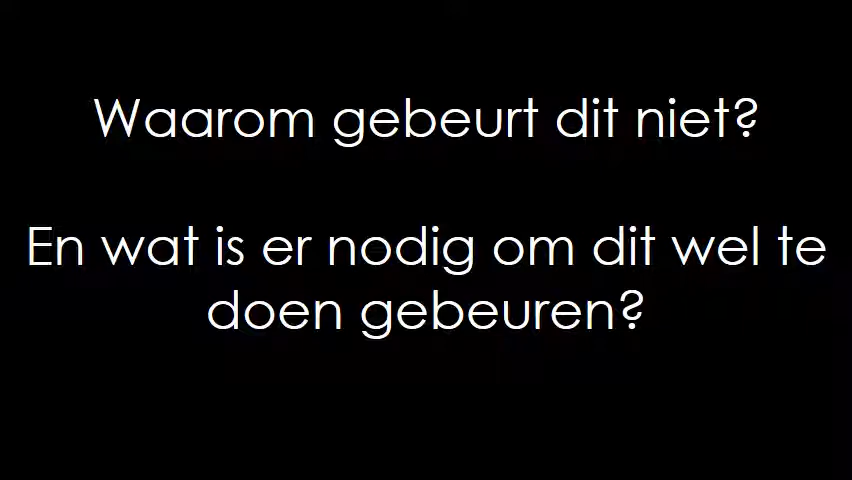 Waarom gebeurt dit niet?
En wat is er nodig om dit wel te
doen gebeuren?